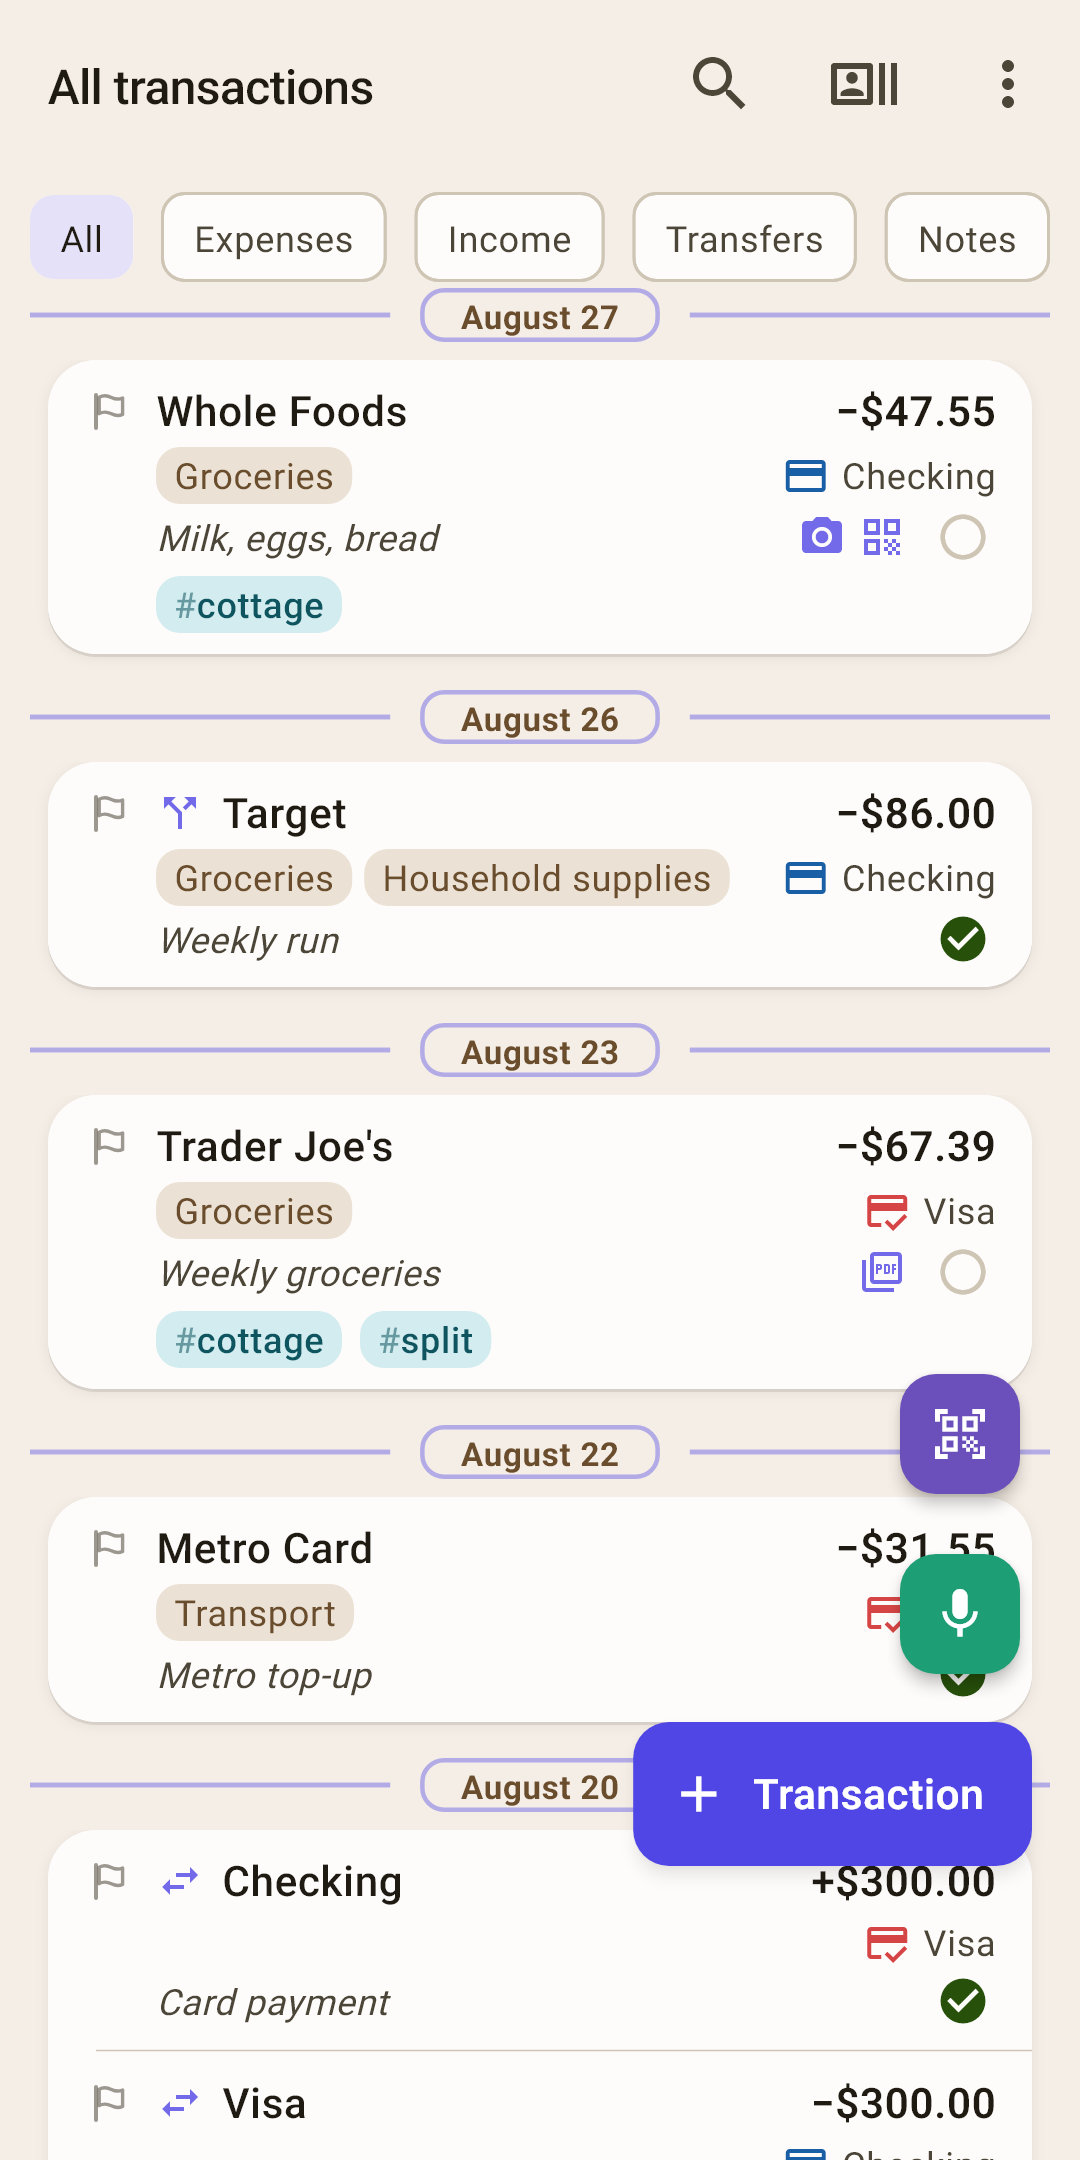 All transactions
All
Expenses
Income
Transfers
Notes
August 27
Whole Foods
−$47.55
Groceries
Checking
Milk, eggs, bread
#cottage
August 26
Target
−$86.00
Groceries
Household supplies
Checking
Weekly run
August 23
Trader Joe's
−$67.39
Groceries
Visa
Weekly groceries
PDF
#cottage
#split
August 22
Metro Card
−$31.55
Transport
Metro top-up
August 20
Transaction
Checking
+$300.00
Visa
Card payment
Visa
−$300.00
Checking